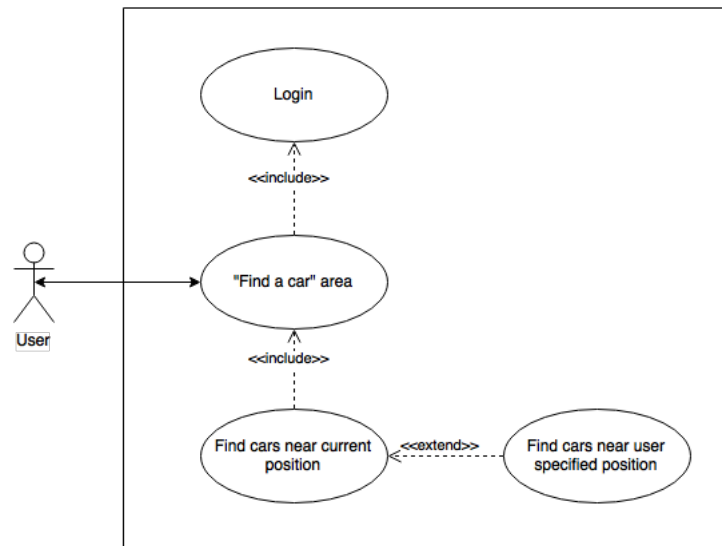 Login
<<include>>
"Find a car" area
User
<<include>>
Find cars near current
position
<<extend>>
Find cars near user
specified position